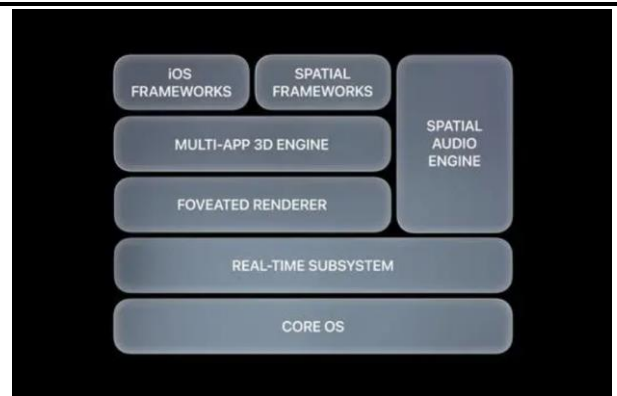 iOS
FRAMEWORKS
SPATIAL
FRAMEWORKS
SPATIAL
AUDIO
ENGINE
MULTI-APP 3D ENGINE
FOVEATED RENDERER
REAL-TIME SUBSYSTEM
CORE OS